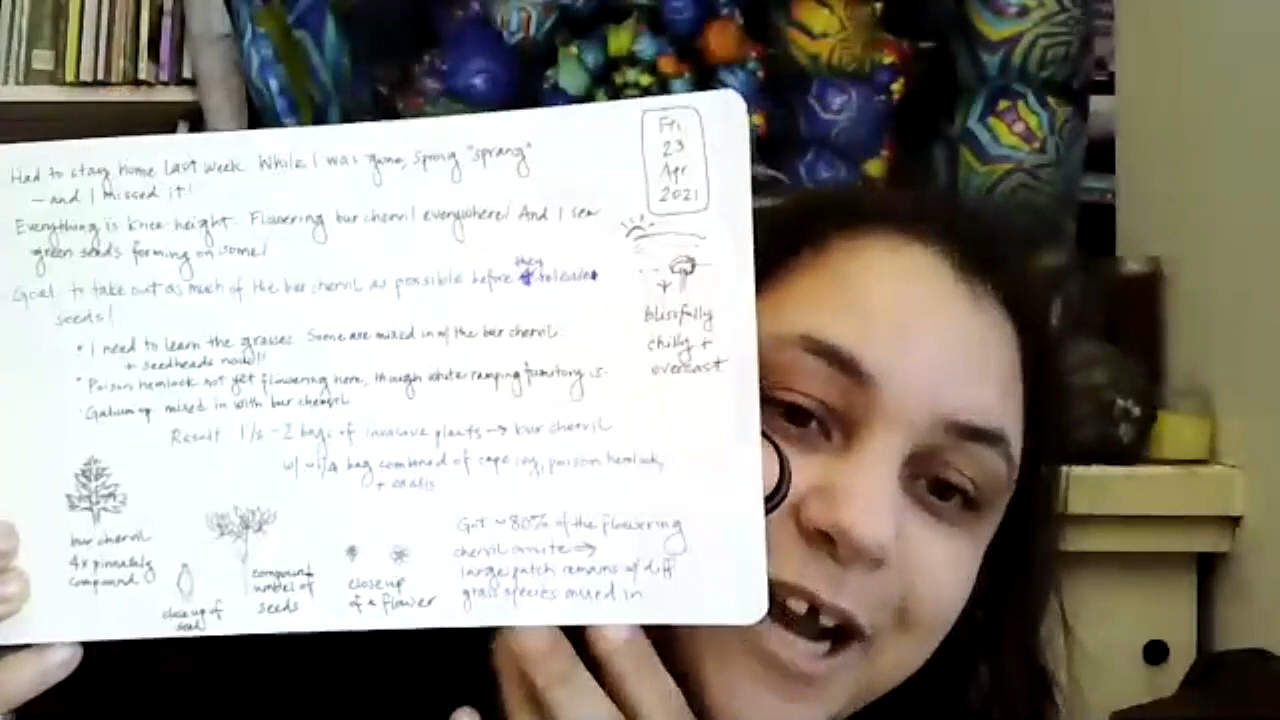 Had to stay home last week. While I was gone, spring "sprang"
— and I missed it!
Everything is knee-height. Flowering bur chervil everywhere! And I see
green seeds forming on some!
Goal: to take out as much of the bur chervil as possible before they release
seeds!
• I need to learn the grasses. Some are mixed in w/ the bur chervil.
+ seedheads now!!
• Poison hemlock not yet flowering here, though white ramping fumitory is.
• Galium sp. mixed in with bur chervil
Result: 1/2 - 2 bags of invasive plants → bur chervil
w/ ~1/4 bag combined of cape ivy, poison hemlock,
+ oxalis
Fri
23
Apr
2021
blissfully
chilly +
overcast
bur chervil
4x pinnately
compound
close up of
seed
compound
umbel of
seeds
close up
of a flower
Got ~80% of the flowering
chervil onsite →
large patch remains w/ diff
grass species mixed in